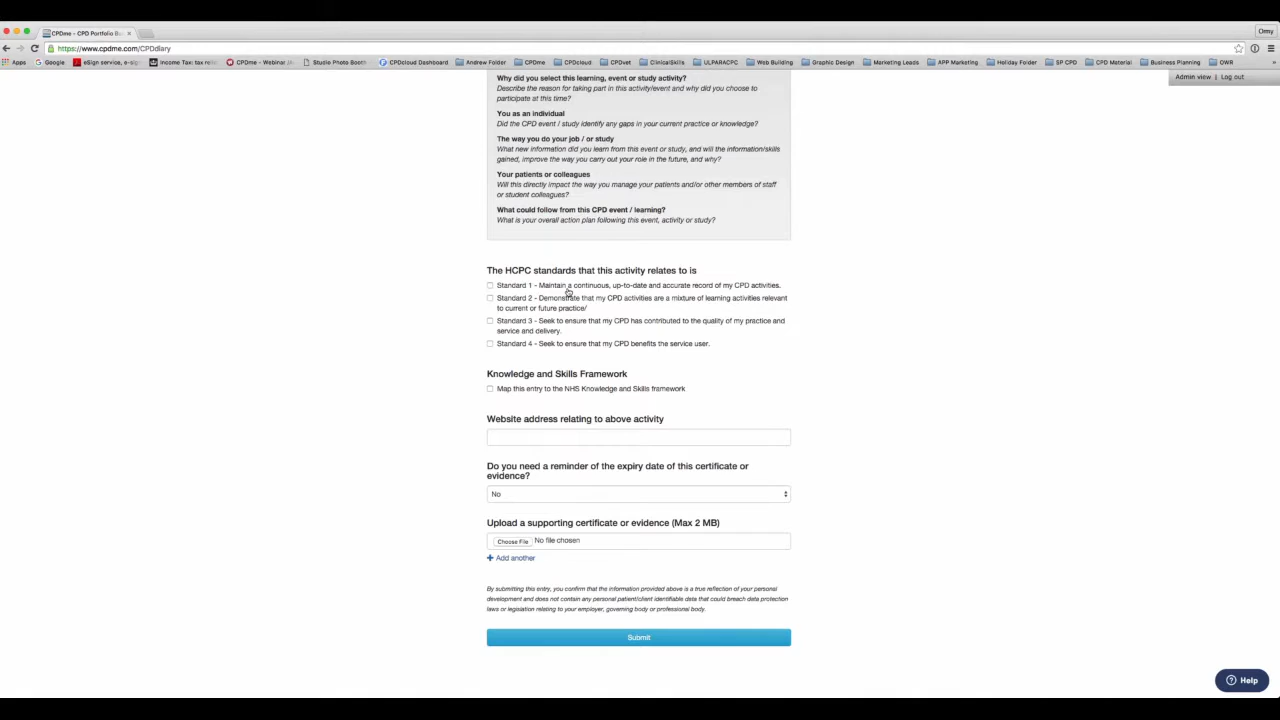 CPDme - CPD Portfolio Bu
Ormy
https://www.cpdme.com/CPDdiary
Apps Google eSign service, e-sig Income Tax: tax reli CPDme - Webinar Studio Photo Booth CPDcloud Dashboard Andrew Folder CPDme CPDcloud CPDvet ClinicalSkills ULPARACPC Web Building Graphic Design Marketing Leads APP Marketing Holiday Folder SP CPD CPD Material Business Planning OWR »
Admin view | Log out
Why did you select this learning, event or study activity?
Describe the reason for taking part in this activity/event and why did you choose to
participate at this time?
You as an individual
Did the CPD event / study identify any gaps in your current practice or knowledge?
The way you do your job / or study
What new information did you learn from this event or study, and will the information/skills
gained, improve the way you carry out your role in the future, and why?
Your patients or colleagues
Will this directly impact the way you manage your patients and/or other members of staff
or student colleagues?
What could follow from this CPD event / learning?
What is your overall action plan following this event, activity or study?
The HCPC standards that this activity relates to is
Standard 1 - Maintain a continuous, up-to-date and accurate record of my CPD activities.
Standard 2 - Demonstrate that my CPD activities are a mixture of learning activities relevant
to current or future practice/
Standard 3 - Seek to ensure that my CPD has contributed to the quality of my practice and
service and delivery.
Standard 4 - Seek to ensure that my CPD benefits the service user.
Knowledge and Skills Framework
Map this entry to the NHS Knowledge and Skills framework
Website address relating to above activity
Do you need a reminder of the expiry date of this certificate or
evidence?
No
Upload a supporting certificate or evidence (Max 2 MB)
Choose File No file chosen
+ Add another
By submitting this entry, you confirm that the information provided above is a true reflection of your personal
development and does not contain any personal patient/client identifiable data that could breach data protection
laws or legislation relating to your employer, governing body or professional body.
Submit
Help